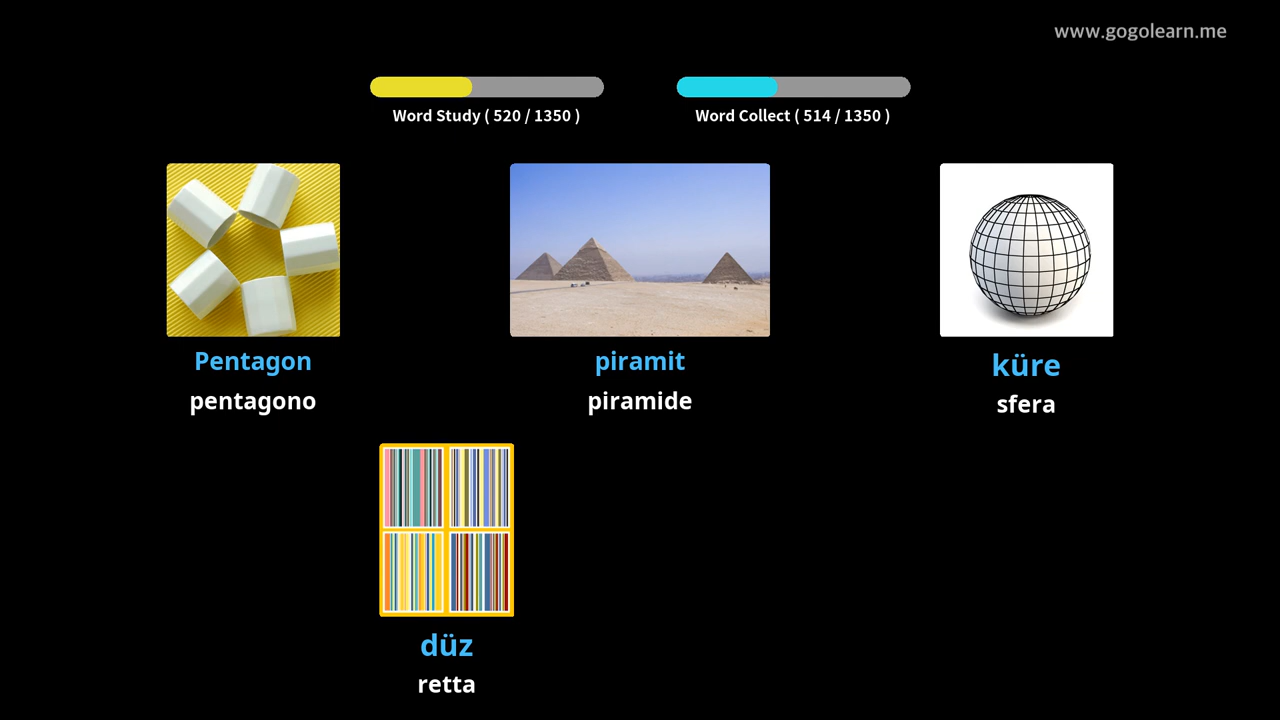 www.gogolearn.me
Word Study ( 520 / 1350 )
Word Collect ( 514 / 1350 )
Pentagon
pentagono
piramit
piramide
küre
sfera
düz
retta